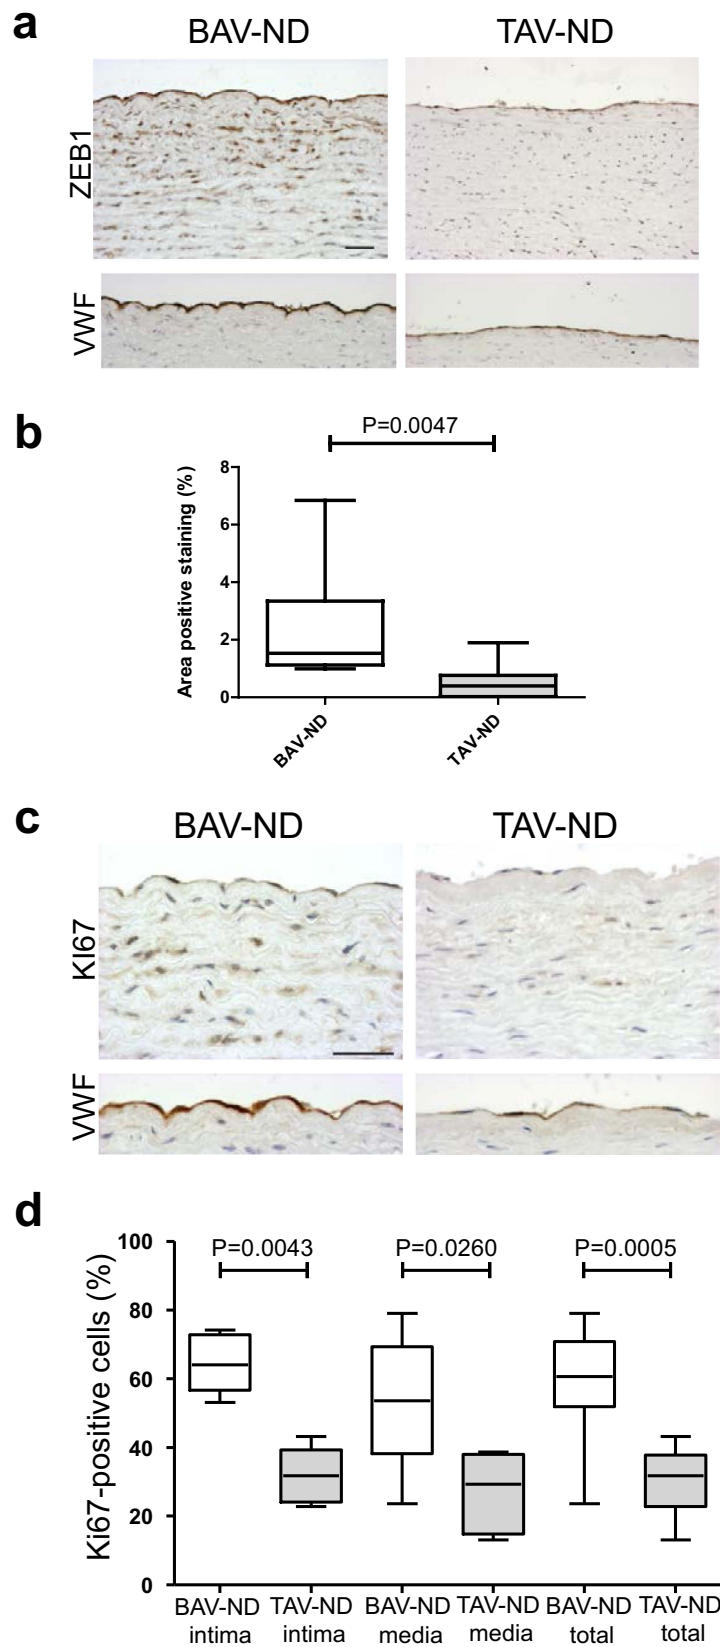 a
BAV-ND
TAV-ND
ZEB1
VWF
b
P=0.0047
Area positive staining (%)
8
6
4
2
0
BAV-ND
TAV-ND
c
BAV-ND
TAV-ND
KI67
VWF
d
Ki67-positive cells (%)
100
80
60
40
20
0
P=0.0043
P=0.0260
P=0.0005
BAV-ND
intima
TAV-ND
intima
BAV-ND
media
TAV-ND
media
BAV-ND
total
TAV-ND
total